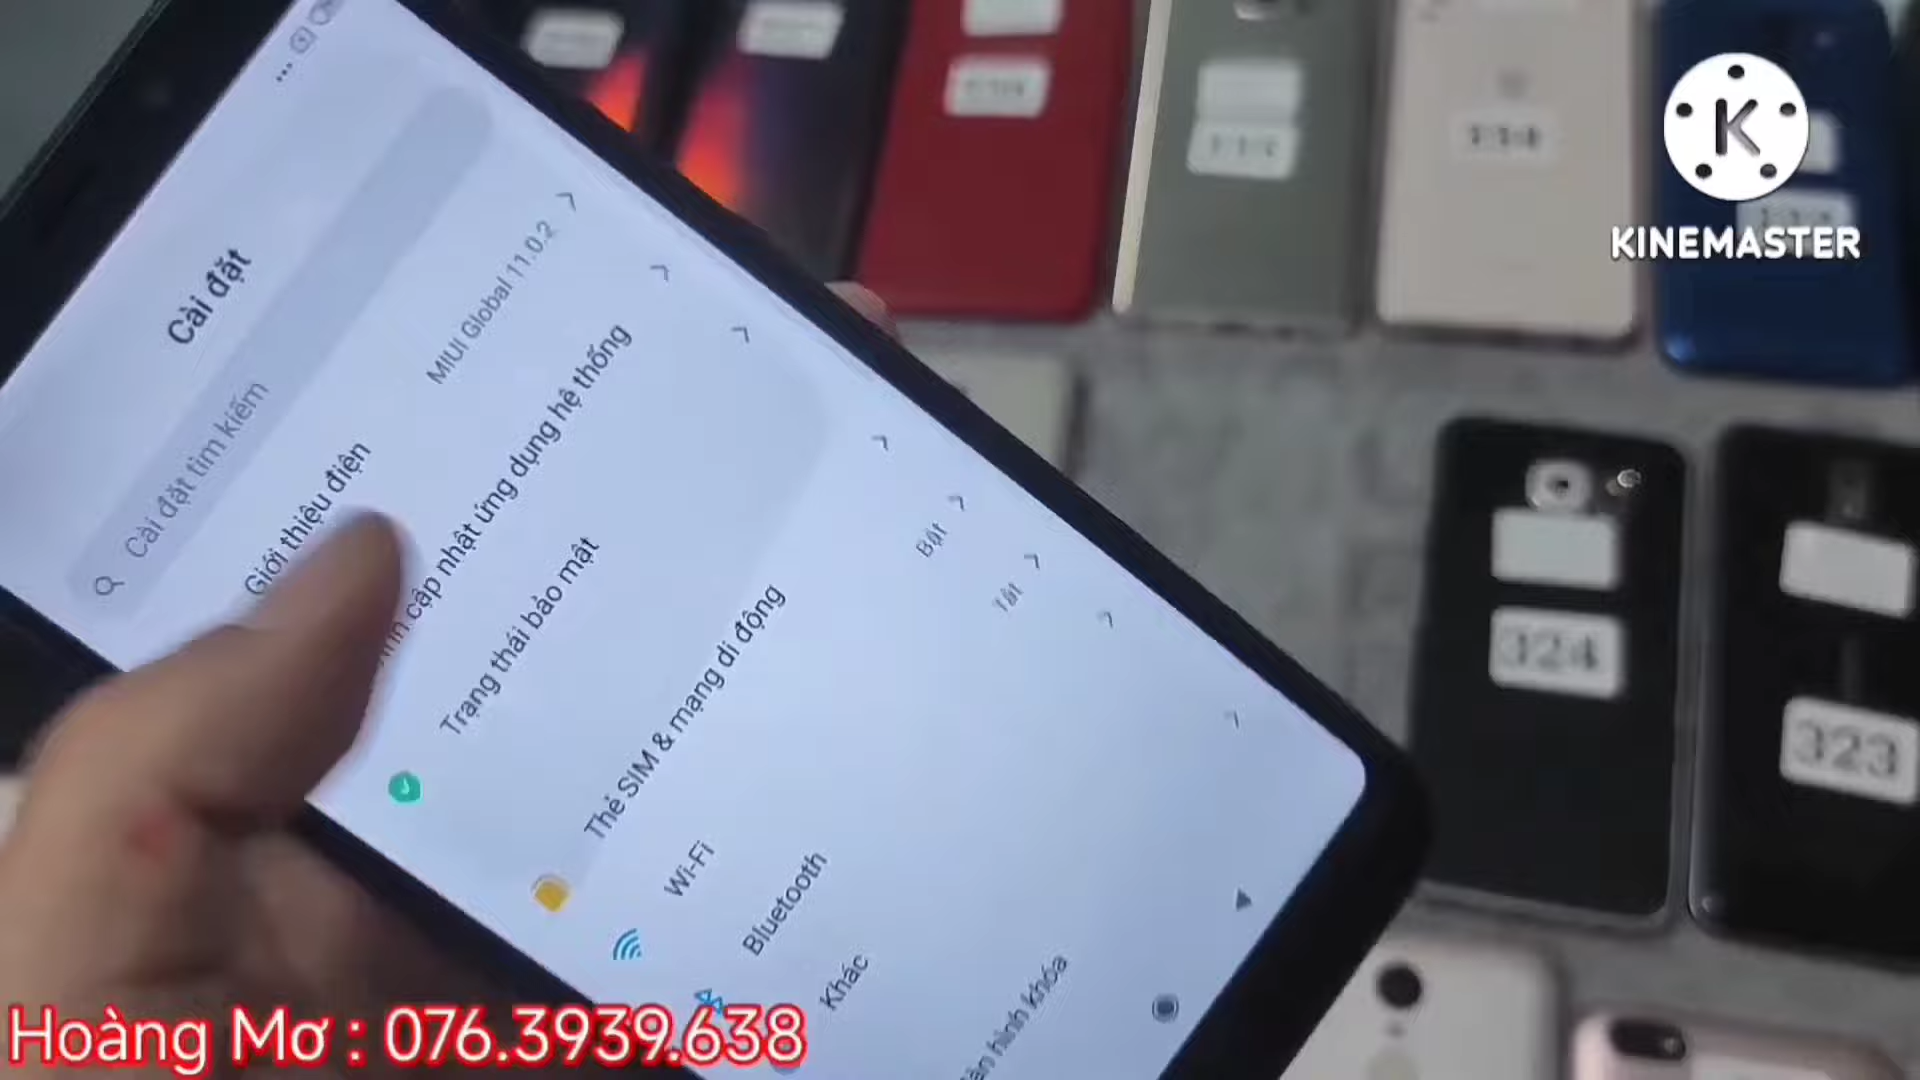 Cài đặt
Cài đặt tìm kiếm
Giới thiệu điện
MIUI Global 11.0.2
cập nhật ứng dụng hệ thống
Trạng thái bảo mật
Thẻ SIM & mạng di động
Wi-Fi
Bật
Bluetooth
Tắt
Khác
hình khóa
KINEMASTER
324
323
Hoàng Mơ : 076.3939.638